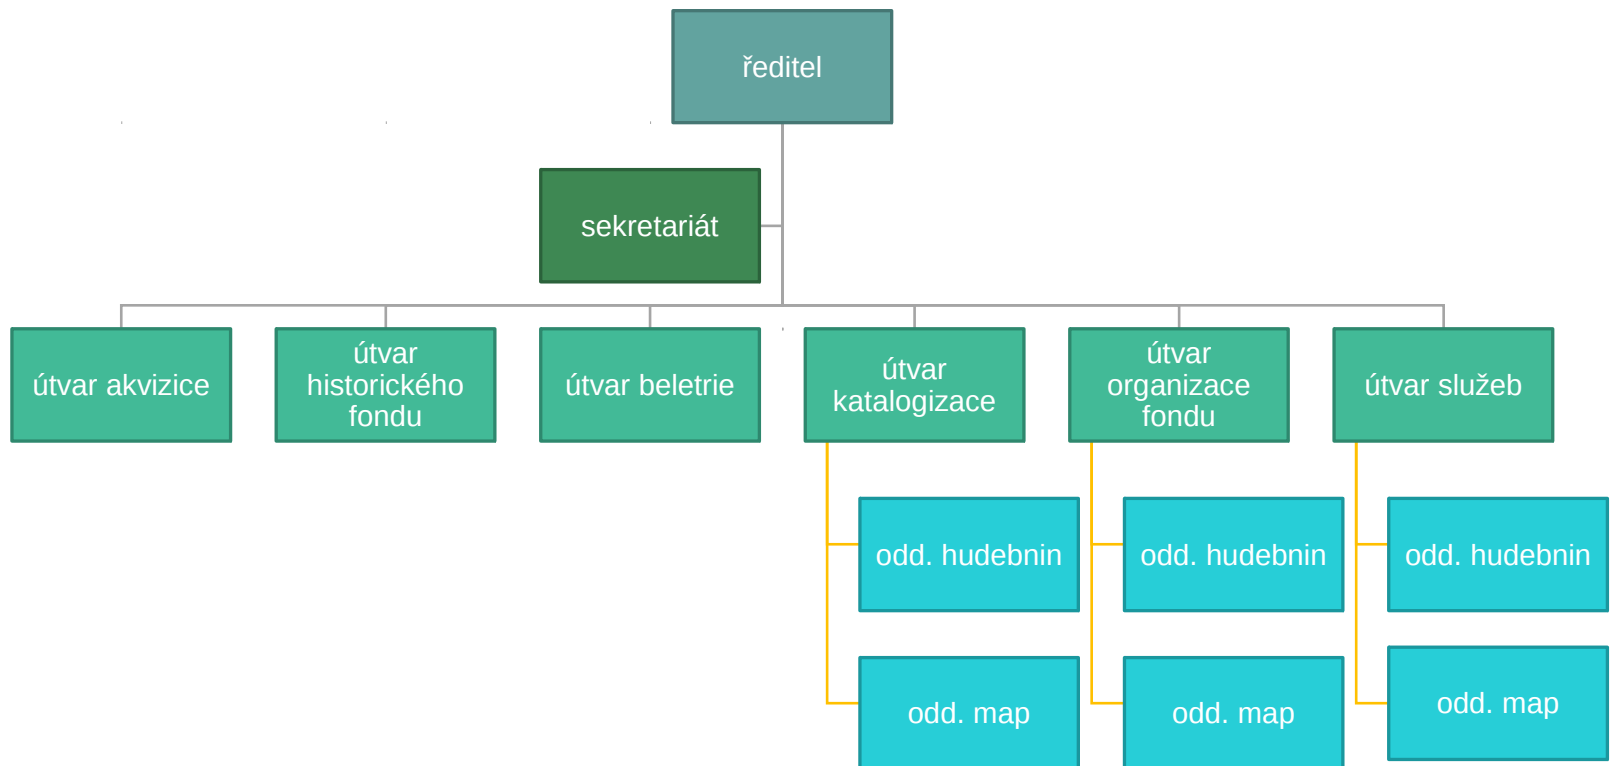 ředitel
sekretariát
útvar akvizice
útvar
historického
fondu
útvar beletrie
útvar
katalogizace
útvar
organizace
fondu
útvar služeb
odd. hudebnin
odd. hudebnin
odd. hudebnin
odd. map
odd. map
odd. map